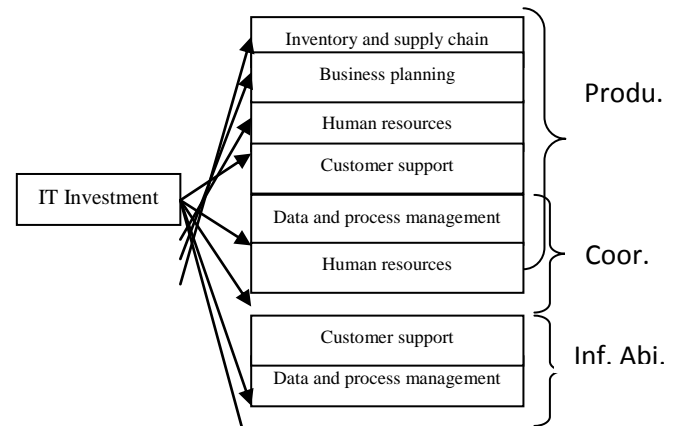 Inventory and supply chain
Business planning
Produ.
Human resources
Customer support
IT Investment
Data and process management
Human resources
Coor.
Customer support
Inf. Abi.
Data and process management